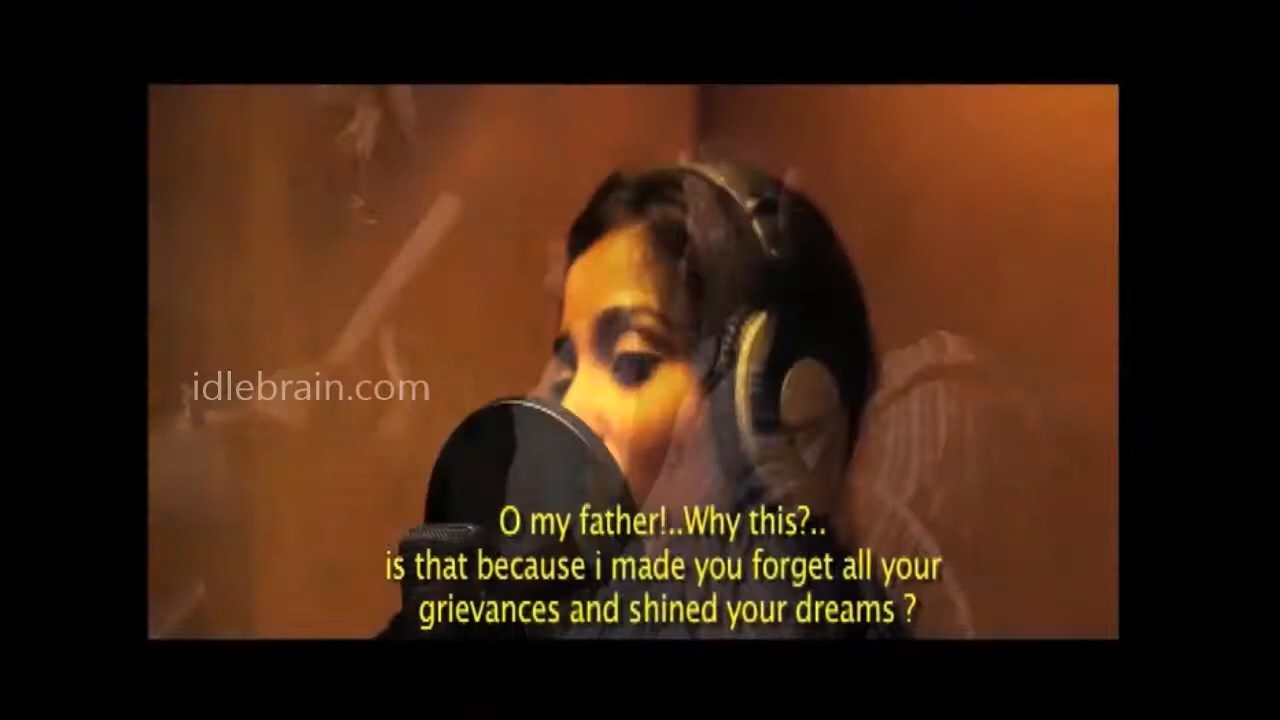 idlebrain.com
O my father!..Why this?..
is that because i made you forget all your
grievances and shined your dreams ?